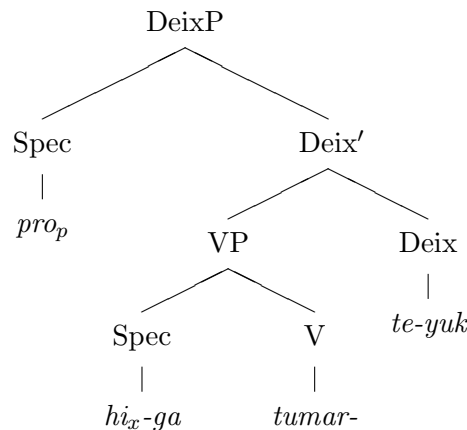 DeixP
Spec Deix′
pro_p VP Deix
Spec V te-yuk
hi_x-ga tumar-